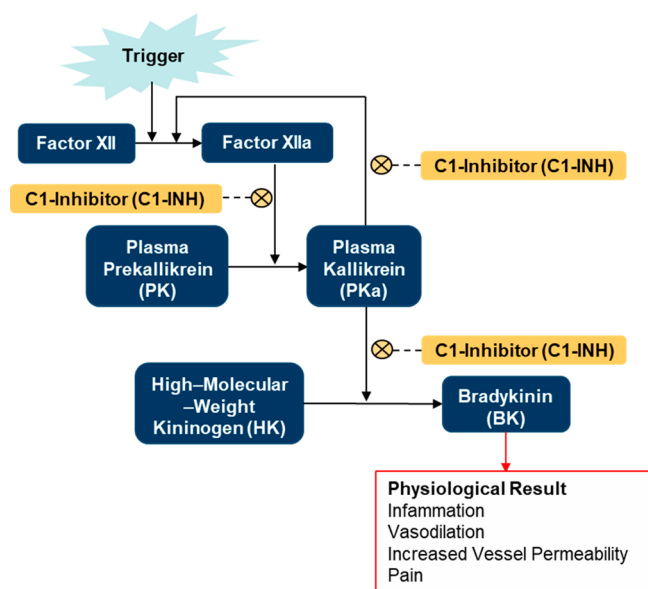 Trigger
Factor XII
Factor XIIa
C1-Inhibitor (C1-INH)
C1-Inhibitor (C1-INH)
Plasma
Prekallikrein
(PK)
Plasma
Kallikrein
(PKa)
C1-Inhibitor (C1-INH)
High–Molecular
–Weight
Kininogen (HK)
Bradykinin
(BK)
Physiological Result
Infammation
Vasodilation
Increased Vessel Permeability
Pain